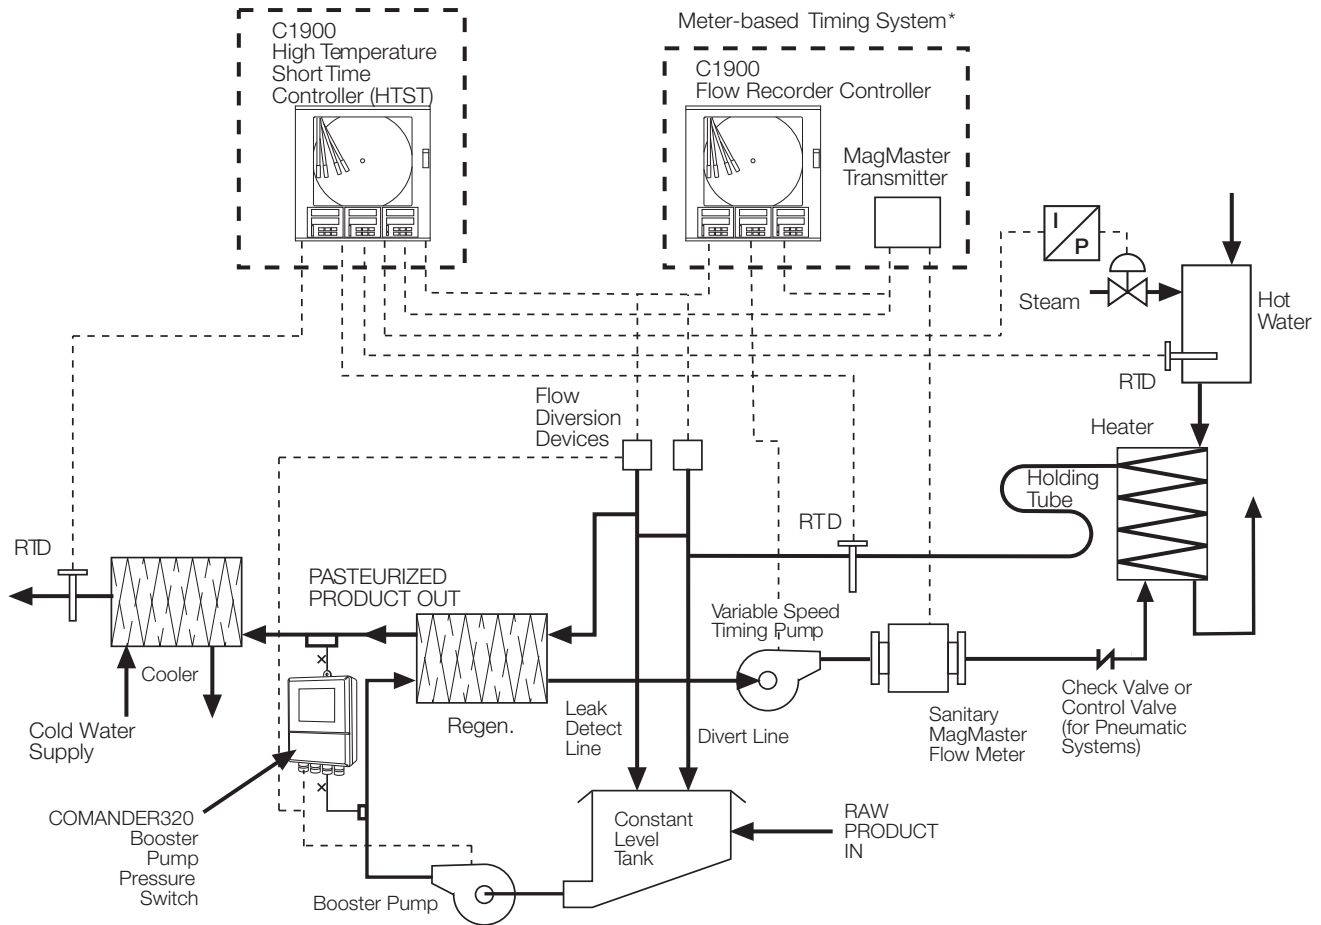 Meter-based Timing System*
C1900
High Temperature
Short Time
Controller (HTST)
C1900
Flow Recorder Controller
MagMaster
Transmitter
I
P
Steam
Hot
Water
RTD
Flow
Diversion
Devices
Heater
Holding
Tube
RTD
RTD
PASTEURIZED
PRODUCT OUT
Variable Speed
Timing Pump
Cooler
Regen.
Leak
Detect
Line
Divert Line
Sanitary
MagMaster
Flow Meter
Check Valve or
Control Valve
(for Pneumatic
Systems)
Cold Water
Supply
COMANDER320
Booster
Pump
Pressure
Switch
Constant
Level
Tank
RAW
PRODUCT
IN
Booster Pump